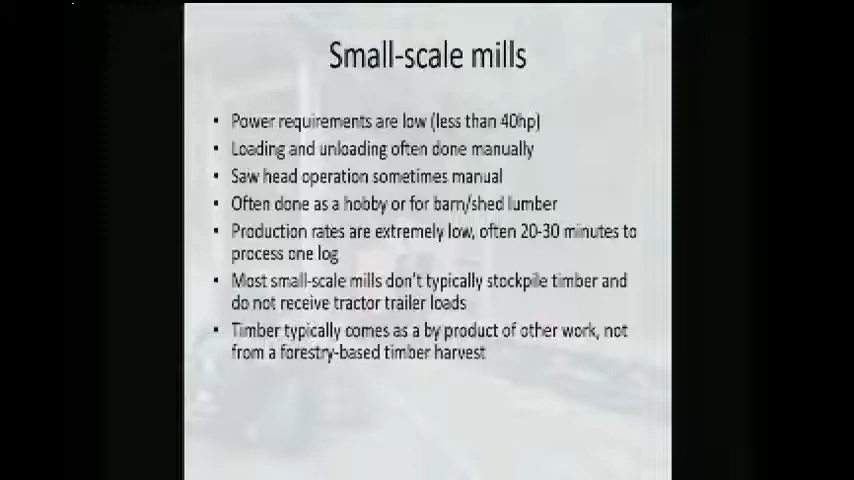 Small-scale mills
• Power requirements are low (less than 40hp)
• Loading and unloading often done manually
• Saw head operation sometimes manual
• Often done as a hobby or for barn/shed lumber
• Production rates are extremely low, often 20-30 minutes to
process one log
• Most small-scale mills don't typically stockpile timber and
do not receive tractor trailer loads
• Timber typically comes as a by product of other work, not
from a forestry-based timber harvest